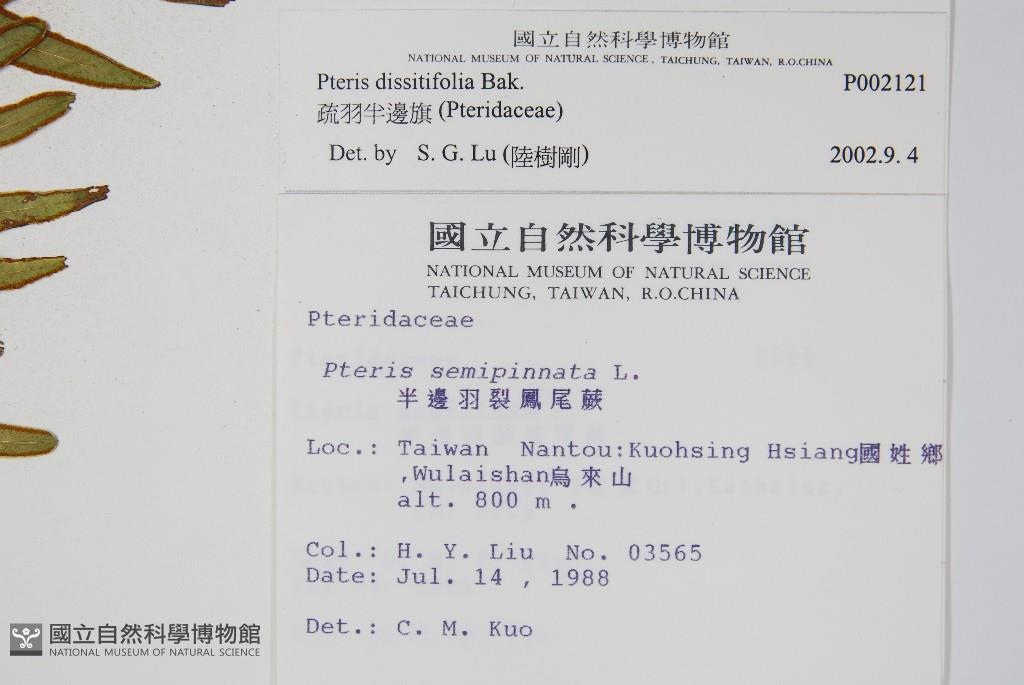 國立自然科學博物館
NATIONAL MUSEUM OF NATURAL SCIENCE, TAICHUNG, TAIWAN, R.O.CHINA
Pteris dissitifolia Bak. P002121
疏羽半邊旗 (Pteridaceae)
Det. by S. G. Lu (陸樹剛) 2002.9. 4
國立自然科學博物館
NATIONAL MUSEUM OF NATURAL SCIENCE
TAICHUNG, TAIWAN, R.O.CHINA
Pteridaceae
Pteris semipinnata L.
半邊羽裂鳳尾蕨
Loc.: Taiwan Nantou:Kuohsing Hsiang國姓鄉
,Wulaishan烏來山
alt. 800 m .
Col.: H. Y. Liu No. 03565
Date: Jul. 14 , 1988
Det.: C. M. Kuo
國立自然科學博物館
NATIONAL MUSEUM OF NATURAL SCIENCE